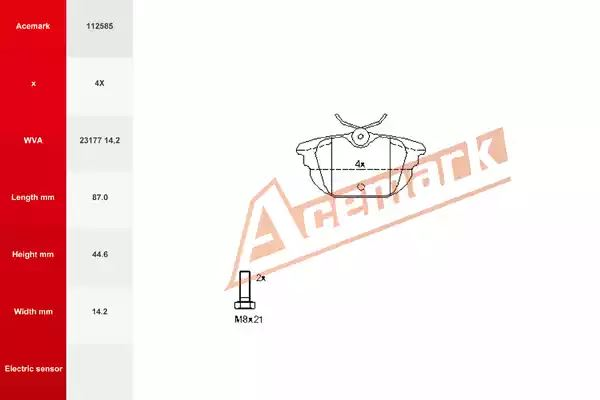 Acemark 112585
x 4X
WVA 23177 14.2
Length mm 87.0
Height mm 44.6
Width mm 14.2
Electric sensor
4x
2x
M8x21
Acemark